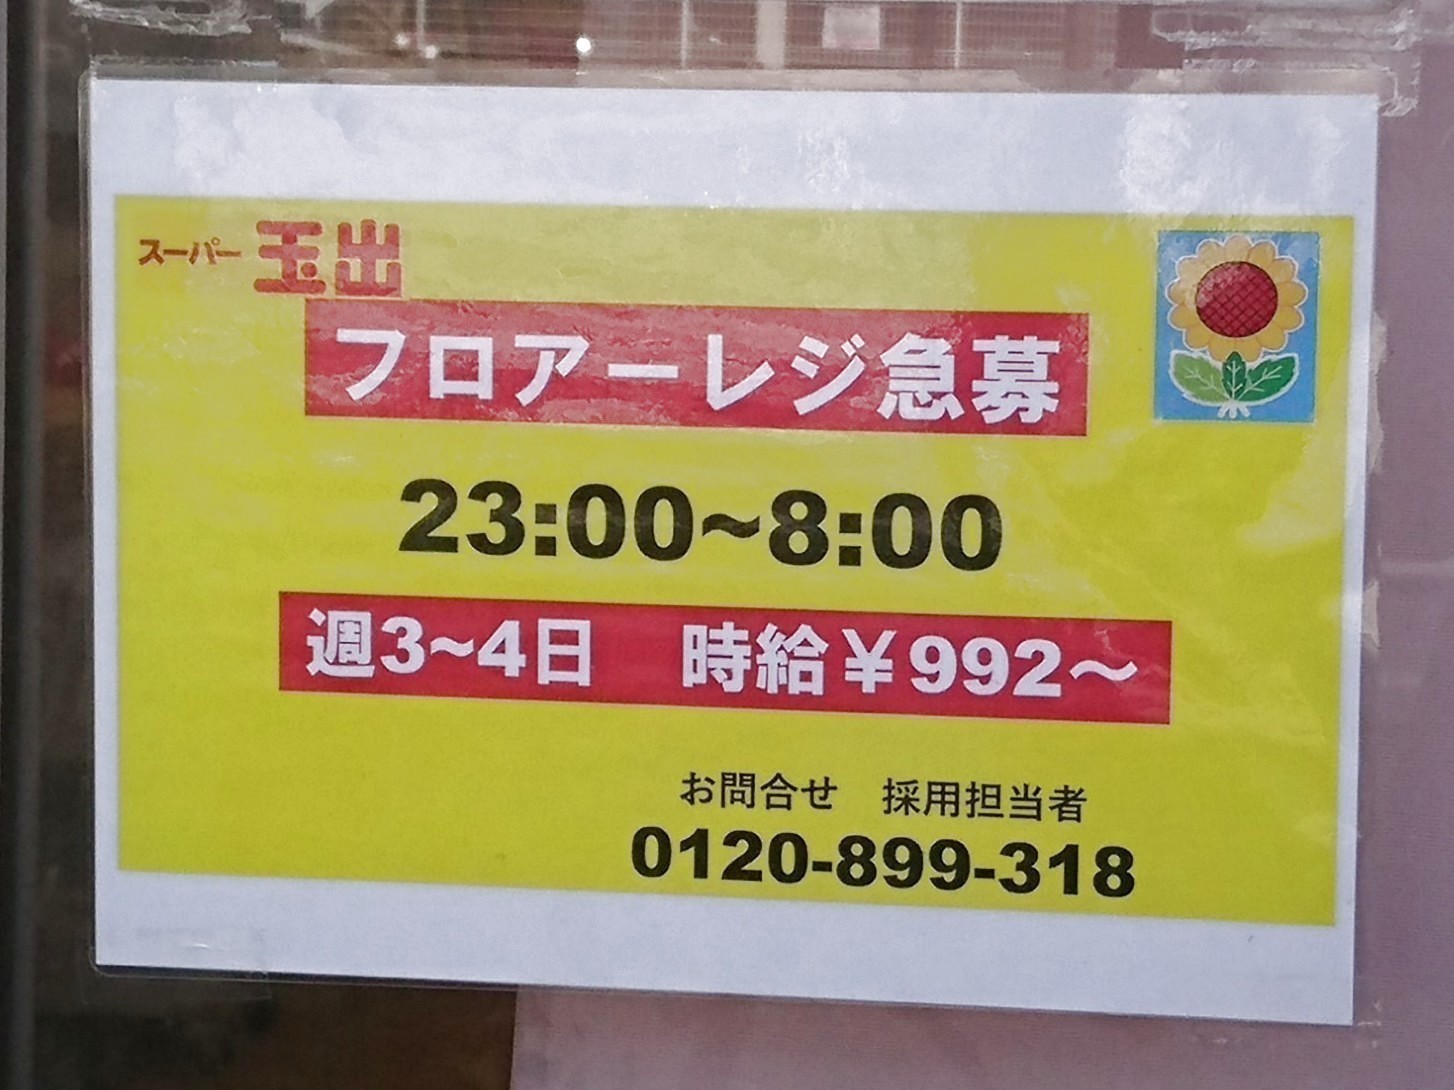 スーパー 玉出
フロアーレジ急募
23:00~8:00
週3~4日　時給¥992～
お問合せ　採用担当者
0120-899-318